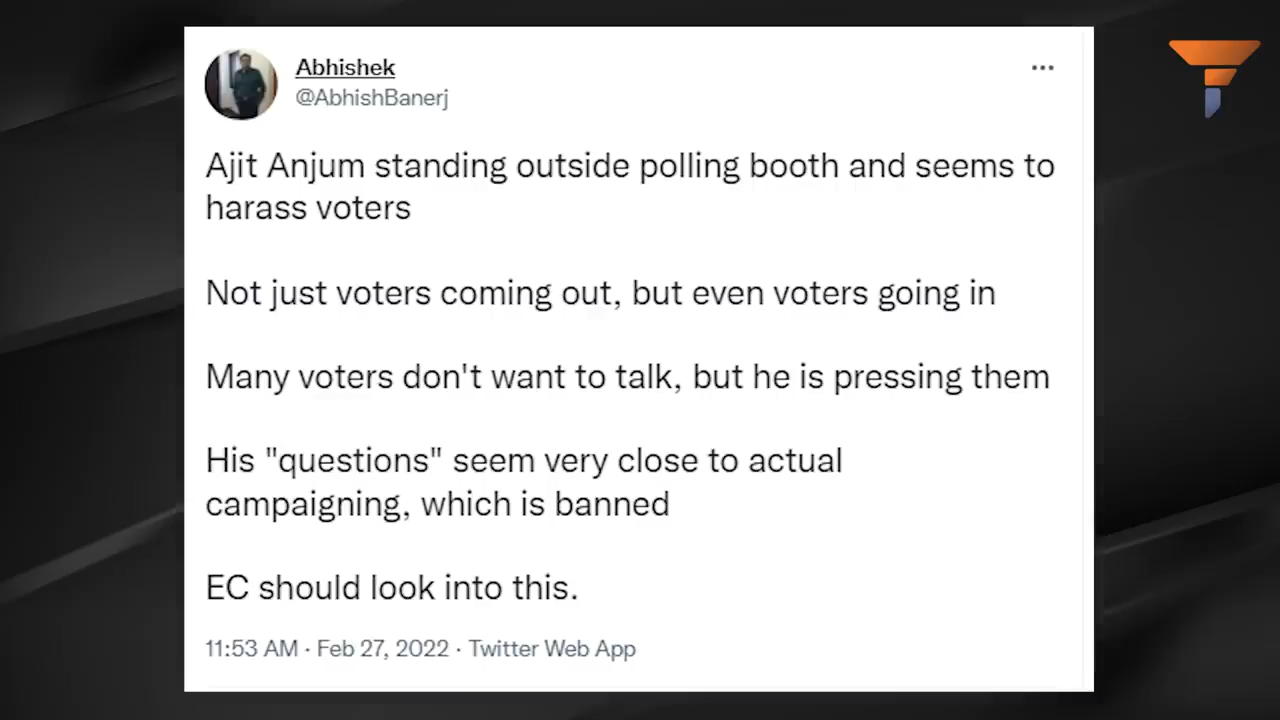 Abhishek
@AbhishBanerj
Ajit Anjum standing outside polling booth and seems to
harass voters
Not just voters coming out, but even voters going in
Many voters don't want to talk, but he is pressing them
His "questions" seem very close to actual
campaigning, which is banned
EC should look into this.
11:53 AM · Feb 27, 2022 · Twitter Web App